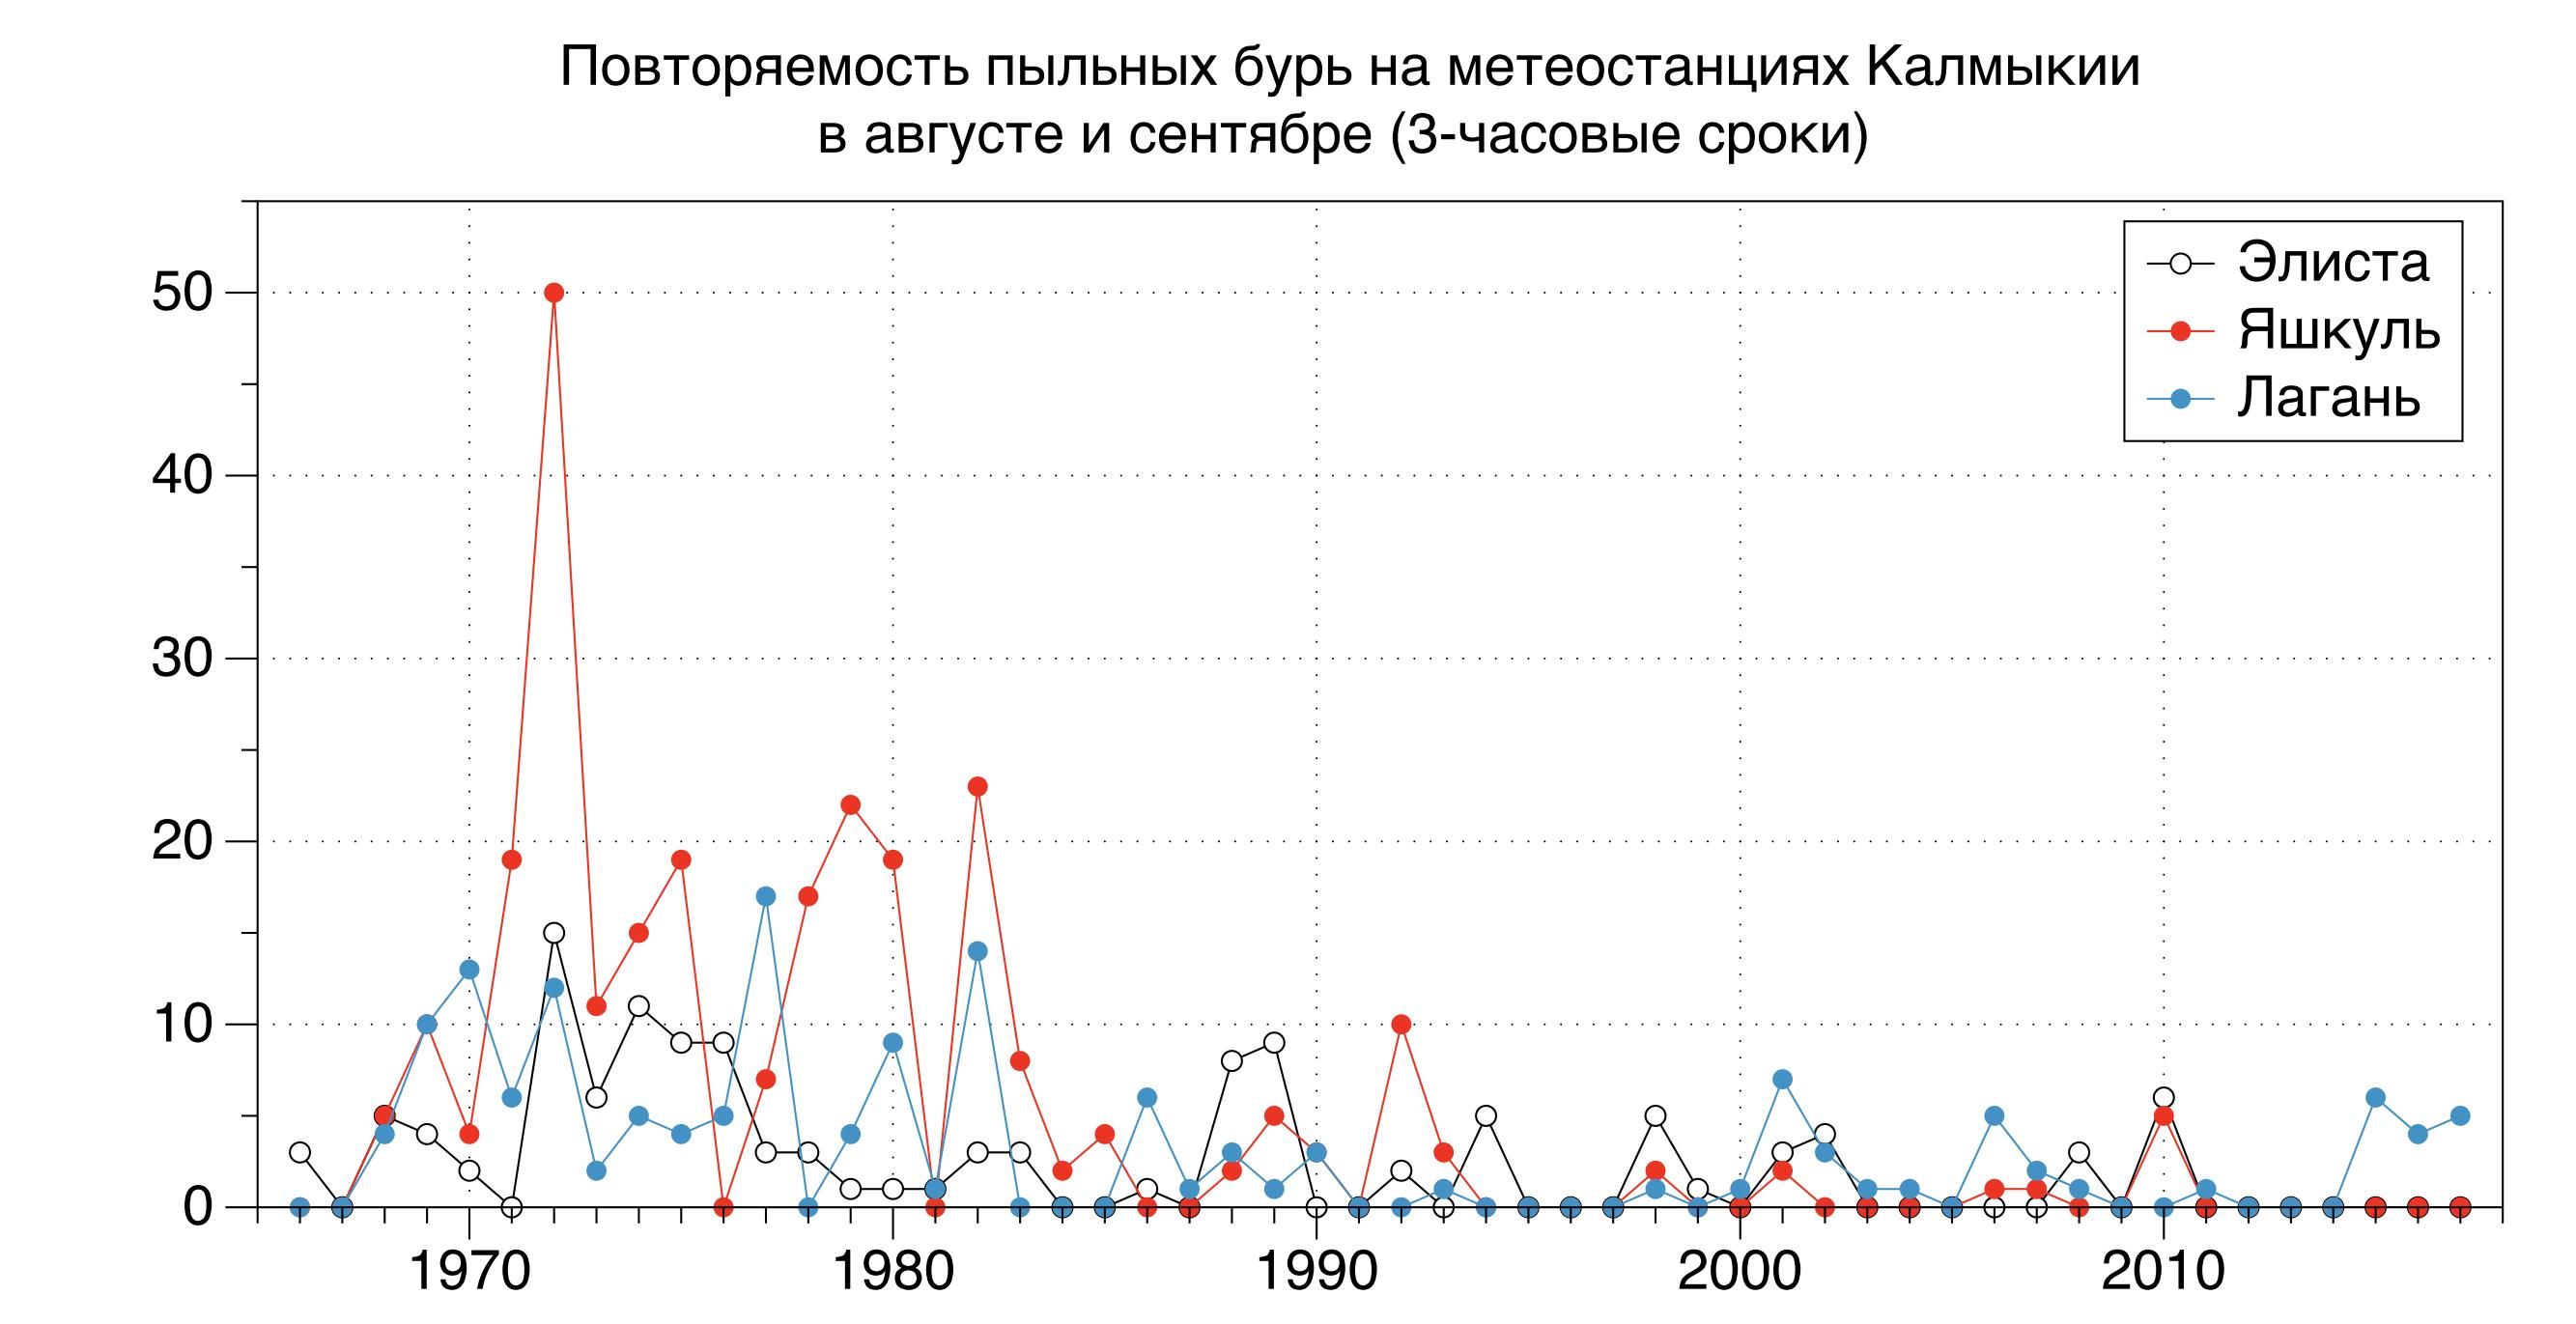 Повторяемость пыльных бурь на метеостанциях Калмыкии
в августе и сентябре (3-часовые сроки)
Элиста
Яшкуль
Лагань
50
40
30
20
10
0
1970 1980 1990 2000 2010